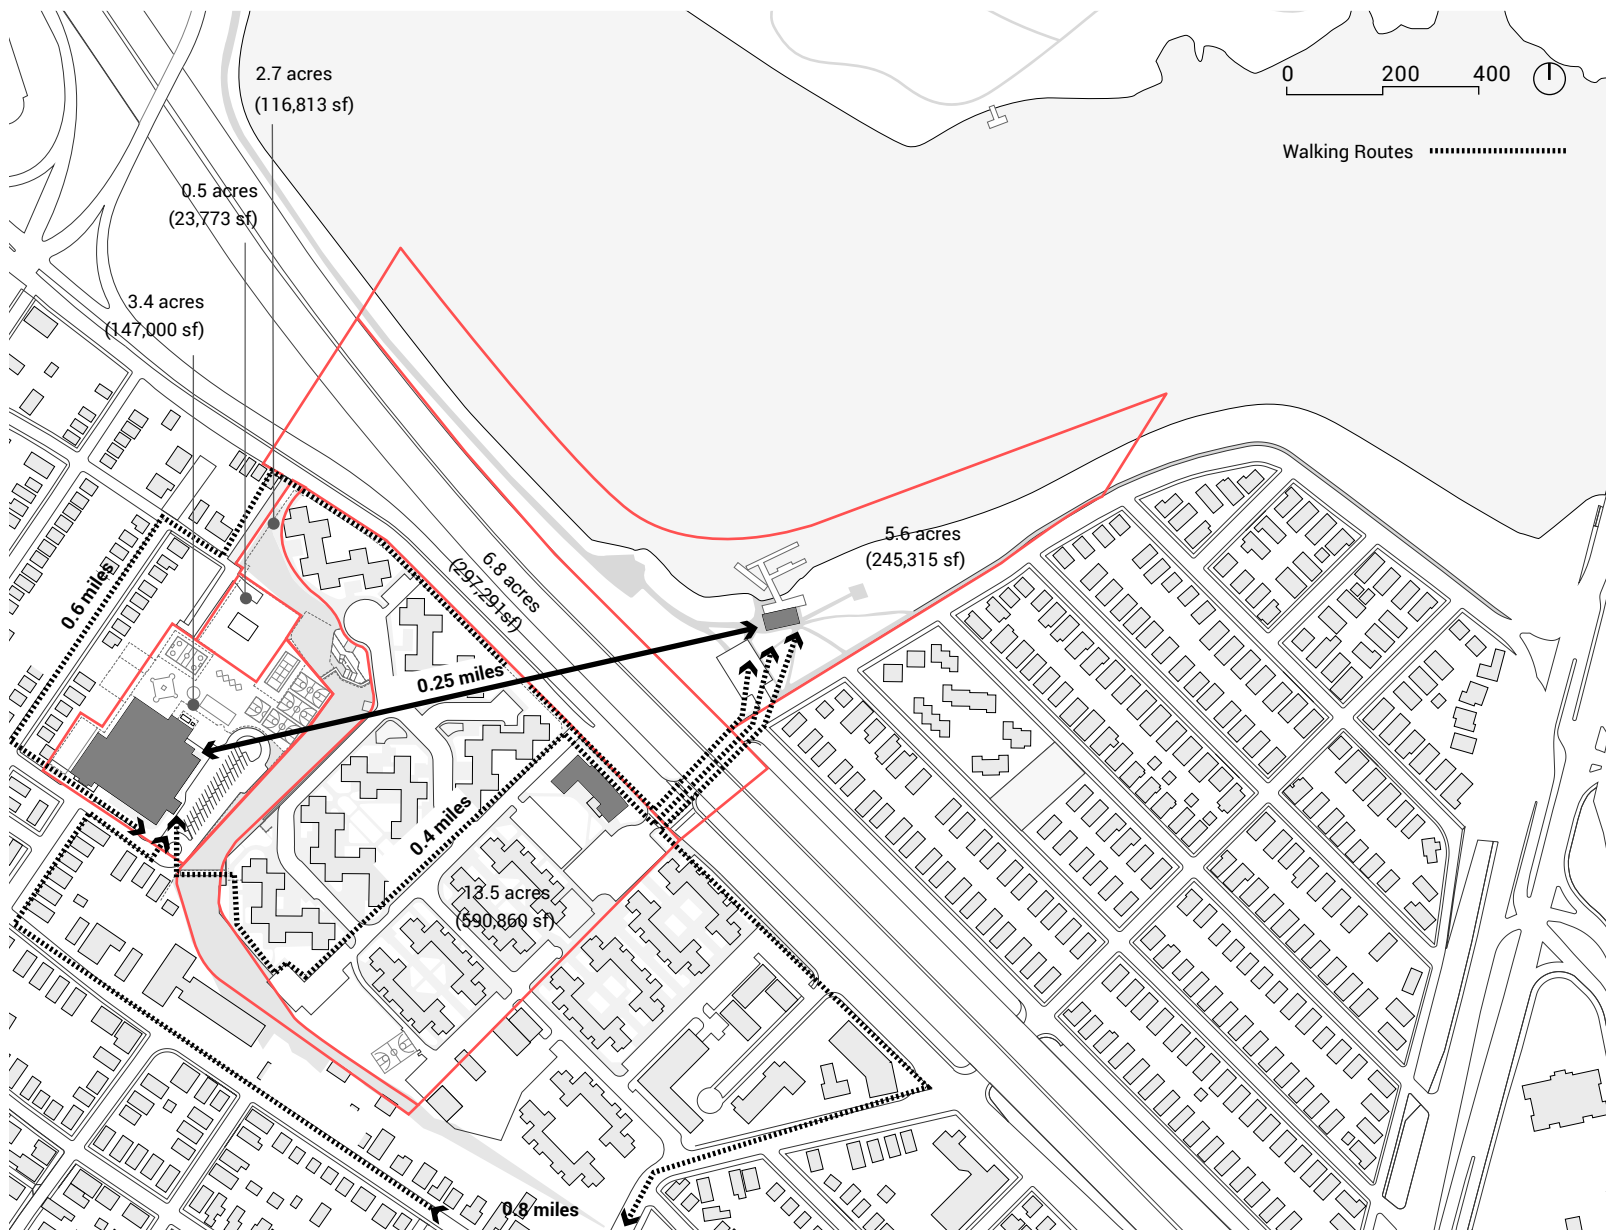 2.7 acres
(116,813 sf)
0 200 400
Walking Routes
0.5 acres
(23,773 sf)
3.4 acres
(147,000 sf)
5.6 acres
(245,315 sf)
6.8 acres
(297,291sf)
0.6 miles
0.25 miles
0.4 miles
13.5 acres
(590,860 sf)
0.8 miles